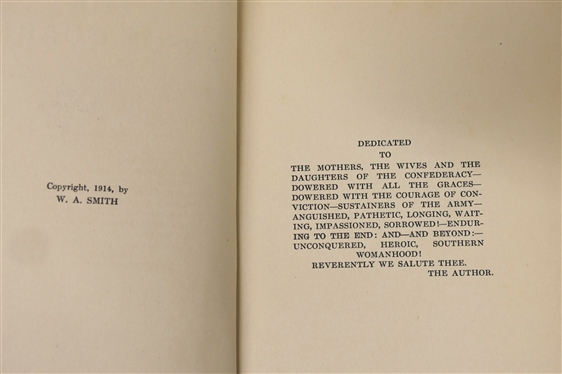 Copyright, 1914, by
W. A. SMITH
DEDICATED
TO
THE MOTHERS, THE WIVES AND THE
DAUGHTERS OF THE CONFEDERACY—
DOWERED WITH ALL THE GRACES—
DOWERED WITH THE COURAGE OF CON-
VICTION—SUSTAINERS OF THE ARMY—
ANGUISHED, PATHETIC, LONGING, WAIT-
ING, IMPASSIONED, SORROWED!—ENDUR-
ING TO THE END: AND—AND BEYOND:—
UNCONQUERED, HEROIC, SOUTHERN
WOMANHOOD!
REVERENTLY WE SALUTE THEE.
THE AUTHOR.